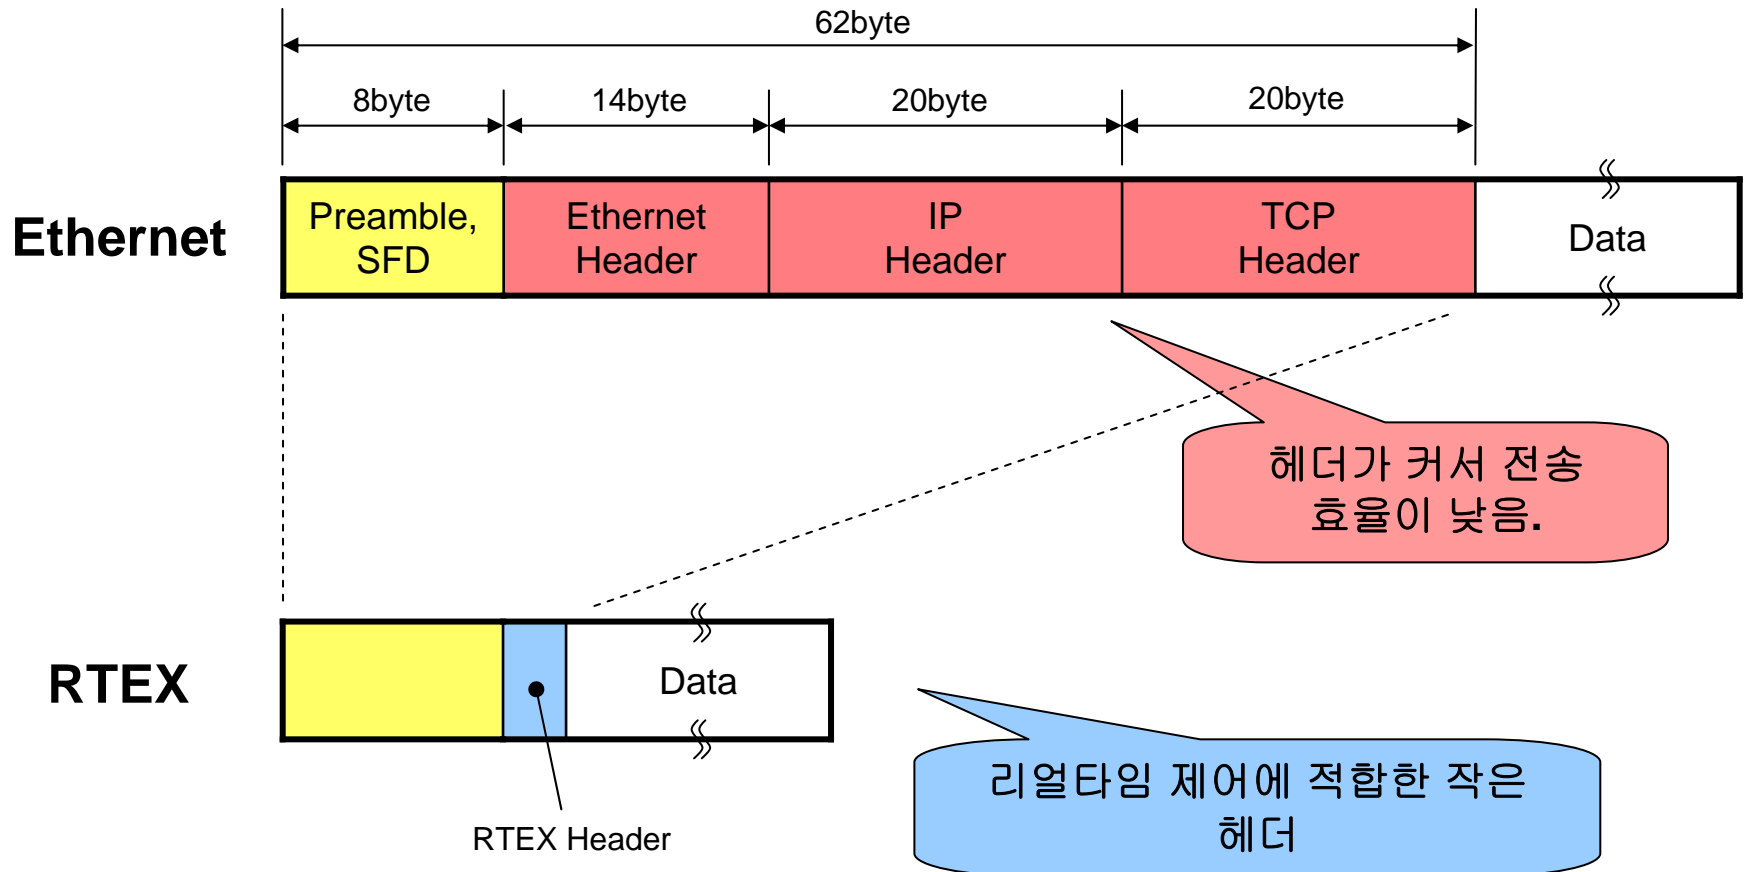 62byte
8byte
14byte
20byte
20byte
Ethernet
Preamble,
SFD
Ethernet
Header
IP
Header
TCP
Header
Data
헤더가 커서 전송
효율이 낮음.
RTEX
Data
RTEX Header
리얼타임 제어에 적합한 작은
헤더